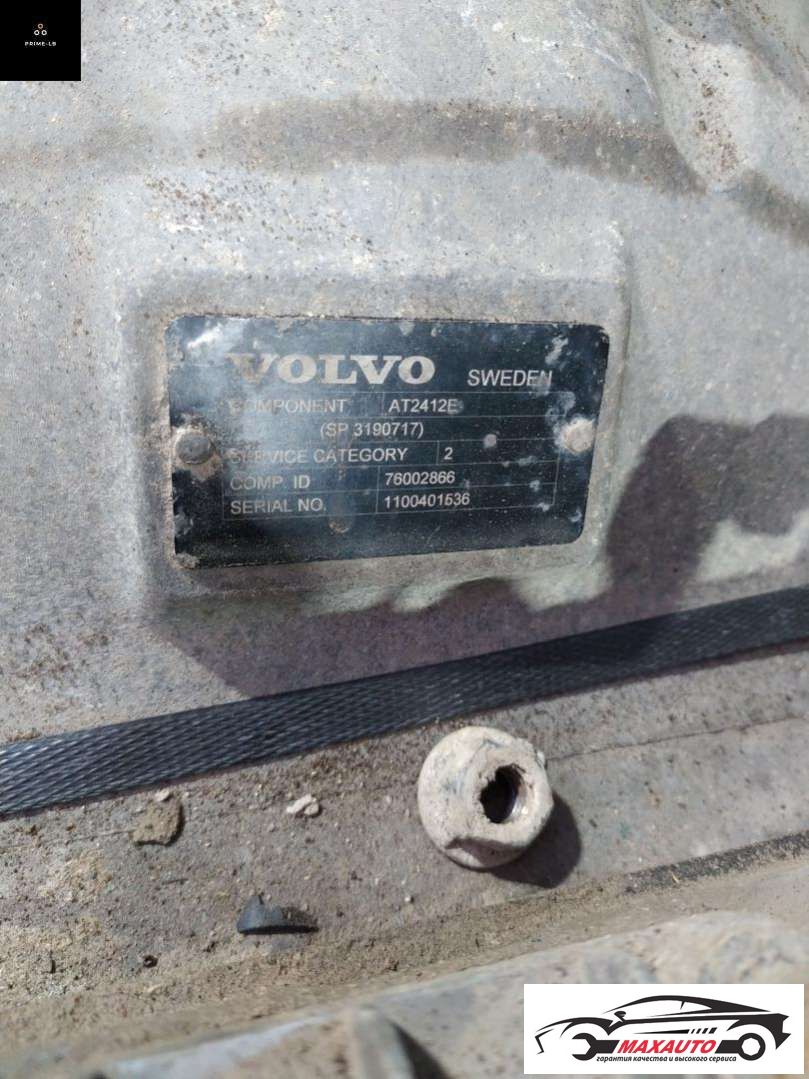 PRIME-LB
VOLVO SWEDEN
COMPONENT AT2412E
(SP 3190717)
SERVICE CATEGORY 2
COMP. ID 76002866
SERIAL NO. 1100401536
MAXAUTO
гарантия качества и высокого сервиса